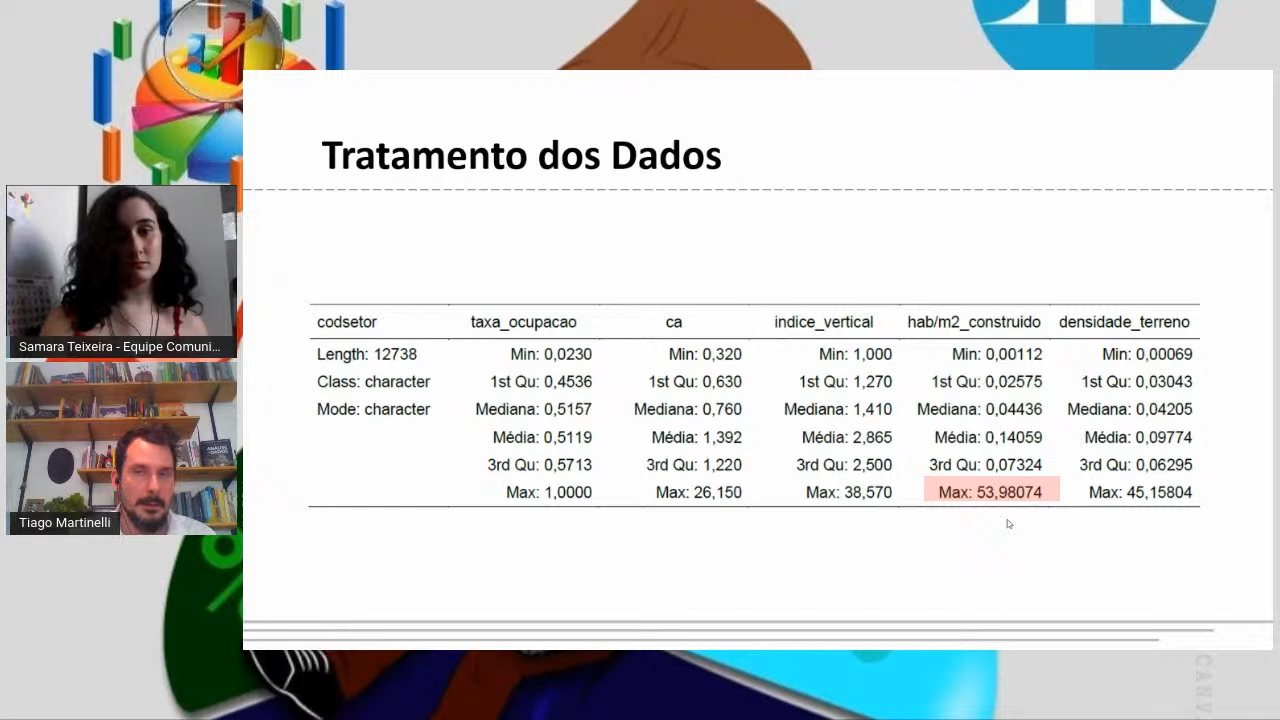 Tratamento dos Dados
codsetor taxa_ocupacao ca indice_vertical hab/m2_construido densidade_terreno
Length: 12738 Min: 0,0230 Min: 0,320 Min: 1,000 Min: 0,00112 Min: 0,00069
Class: character 1st Qu: 0,4536 1st Qu: 0,630 1st Qu: 1,270 1st Qu: 0,02575 1st Qu: 0,03043
Mode: character Mediana: 0,5157 Mediana: 0,760 Mediana: 1,410 Mediana: 0,04436 Mediana: 0,04205
Média: 0,5119 Média: 1,392 Média: 2,865 Média: 0,14059 Média: 0,09774
3rd Qu: 0,5713 3rd Qu: 1,220 3rd Qu: 2,500 3rd Qu: 0,07324 3rd Qu: 0,06295
Max: 1,0000 Max: 26,150 Max: 38,570 Max: 53,98074 Max: 45,15804
Samara Teixeira - Equipe Comuni...
ANÁLISE
DADOS
Tiago Martinelli
%
CANV